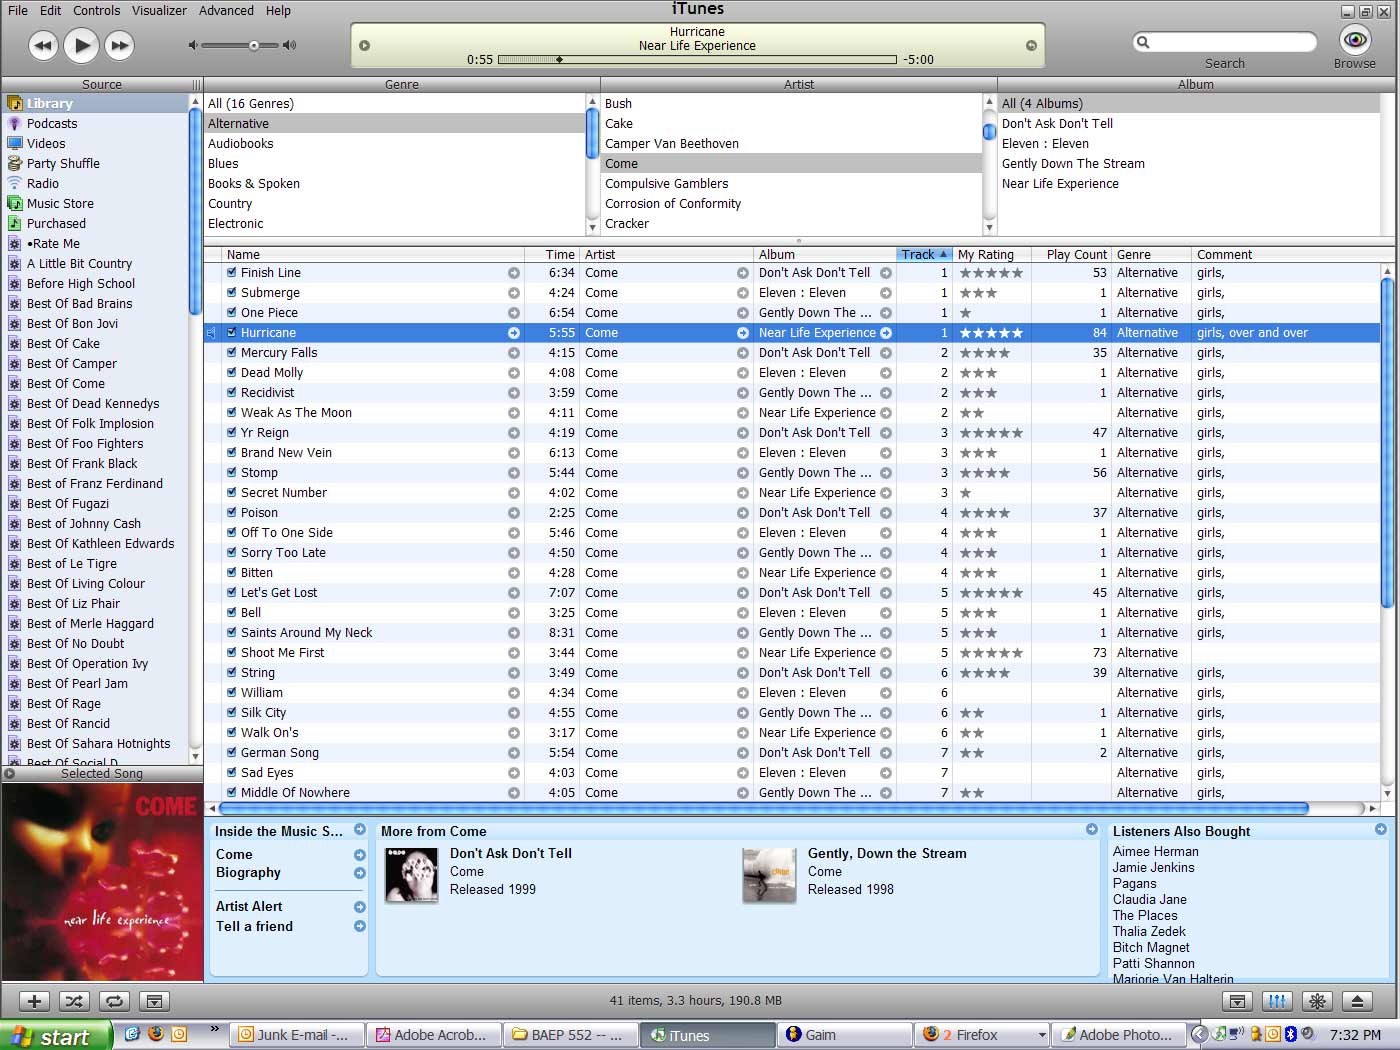 iTunes
File Edit Controls Visualizer Advanced Help
Hurricane
Near Life Experience
0:55 -5:00
Search
Browse
Source
Library
Podcasts
Videos
Party Shuffle
Radio
Music Store
Purchased
•Rate Me
A Little Bit Country
Before High School
Best Of Bad Brains
Best Of Bon Jovi
Best Of Cake
Best Of Camper
Best Of Come
Best Of Dead Kennedys
Best Of Folk Implosion
Best Of Foo Fighters
Best Of Frank Black
Best of Franz Ferdinand
Best Of Fugazi
Best of Johnny Cash
Best Of Kathleen Edwards
Best of Le Tigre
Best Of Living Colour
Best Of Liz Phair
Best of Merle Haggard
Best Of No Doubt
Best Of Operation Ivy
Best Of Pearl Jam
Best Of Rage
Best Of Rancid
Best Of Sahara Hotnights
Best Of Social D
Selected Song
COME
near life experience
Genre
All (16 Genres)
Alternative
Audiobooks
Blues
Books & Spoken
Country
Electronic
Artist
Bush
Cake
Camper Van Beethoven
Come
Compulsive Gamblers
Corrosion of Conformity
Cracker
Album
All (4 Albums)
Don't Ask Don't Tell
Eleven : Eleven
Gently Down The Stream
Near Life Experience
Name Time Artist Album Track My Rating Play Count Genre Comment
Finish Line 6:34 Come Don't Ask Don't Tell 1 ★★★★★ 53 Alternative girls,
Submerge 4:24 Come Eleven : Eleven 1 ★★★ 1 Alternative girls,
One Piece 6:54 Come Gently Down The ... 1 ★ 1 Alternative girls,
Hurricane 5:55 Come Near Life Experience 1 ★★★★★ 84 Alternative girls, over and over
Mercury Falls 4:15 Come Don't Ask Don't Tell 2 ★★★★ 35 Alternative girls,
Dead Molly 4:08 Come Eleven : Eleven 2 ★★★ 1 Alternative girls,
Recidivist 3:59 Come Gently Down The ... 2 ★★★ 1 Alternative girls,
Weak As The Moon 4:11 Come Near Life Experience 2 ★★ Alternative girls,
Yr Reign 4:19 Come Don't Ask Don't Tell 3 ★★★★★ 47 Alternative girls,
Brand New Vein 6:13 Come Eleven : Eleven 3 ★★★ 1 Alternative girls,
Stomp 5:44 Come Gently Down The ... 3 ★★★★ 56 Alternative girls,
Secret Number 4:02 Come Near Life Experience 3 ★ Alternative girls,
Poison 2:25 Come Don't Ask Don't Tell 4 ★★★★ 37 Alternative girls,
Off To One Side 5:46 Come Eleven : Eleven 4 ★★★ 1 Alternative girls,
Sorry Too Late 4:50 Come Gently Down The ... 4 ★★★ 1 Alternative girls,
Bitten 4:28 Come Near Life Experience 4 ★★★ 1 Alternative girls,
Let's Get Lost 7:07 Come Don't Ask Don't Tell 5 ★★★★★ 45 Alternative girls,
Bell 3:25 Come Eleven : Eleven 5 ★★★ 1 Alternative girls,
Saints Around My Neck 8:31 Come Gently Down The ... 5 ★★★ 1 Alternative girls,
Shoot Me First 3:44 Come Near Life Experience 5 ★★★★★ 73 Alternative
String 3:49 Come Don't Ask Don't Tell 6 ★★★★ 39 Alternative girls,
William 4:34 Come Eleven : Eleven 6 Alternative girls,
Silk City 4:55 Come Gently Down The ... 6 ★★ 1 Alternative girls,
Walk On's 3:17 Come Near Life Experience 6 ★★ 1 Alternative girls,
German Song 5:54 Come Don't Ask Don't Tell 7 ★★ 2 Alternative girls,
Sad Eyes 4:03 Come Eleven : Eleven 7 Alternative girls,
Middle Of Nowhere 4:05 Come Gently Down The ... 7 ★★ Alternative girls,
Inside the Music S...
Come
Biography
Artist Alert
Tell a friend
More from Come
Don't Ask Don't Tell
Come
Released 1999
Gently, Down the Stream
Come
Released 1998
Listeners Also Bought
Aimee Herman
Jamie Jenkins
Pagans
Claudia Jane
The Places
Thalia Zedek
Bitch Magnet
Patti Shannon
Marjorie Van Halterin
41 items, 3.3 hours, 190.8 MB
start » Junk E-mail -... Adobe Acrob... BAEP 552 -- ... iTunes Gaim 2 Firefox Adobe Photo... 7:32 PM